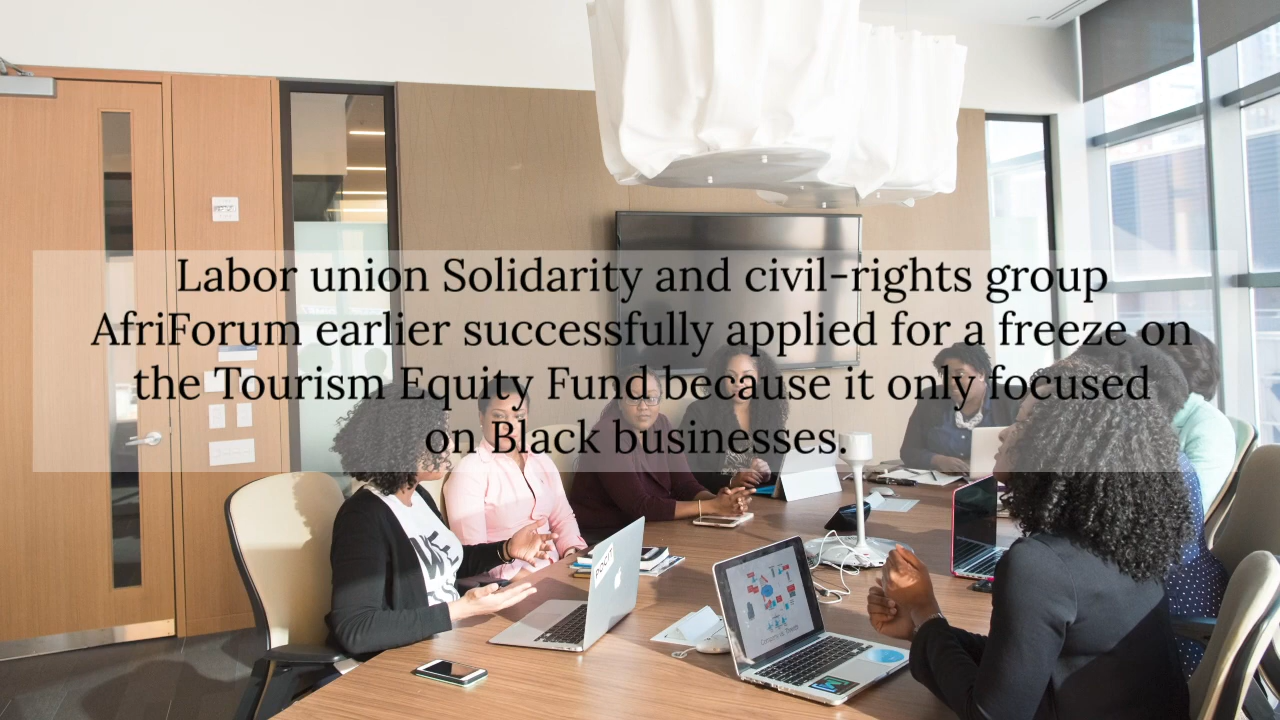 Labor union Solidarity and civil-rights group
AfriForum earlier successfully applied for a freeze on
the Tourism Equity Fund because it only focused
on Black businesses.
WE